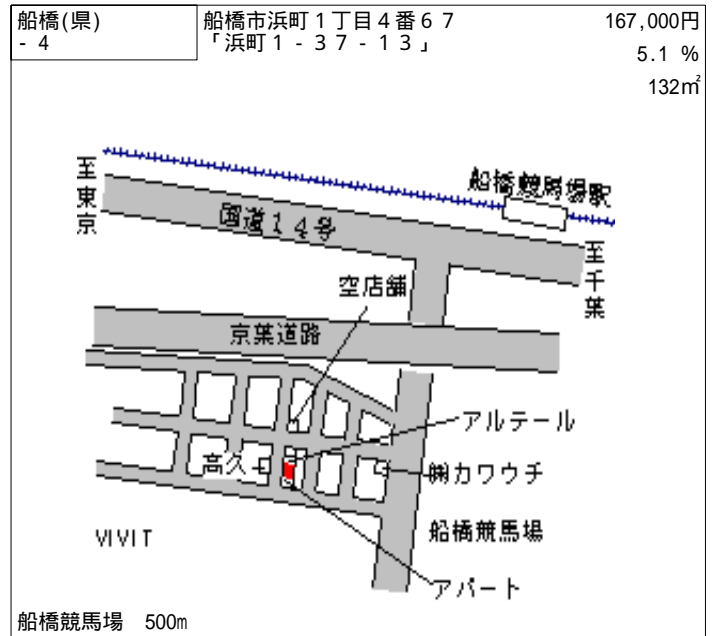 船橋(県)
- 4
船橋市浜町１丁目４番６７
「浜町１-３７-１３」
167,000円
5.1 %
132㎡
至東京
船橋競馬場駅
国道１４号
至千葉
空店舗
京葉道路
アルテール
高久
㈱カワウチ
VIVIT
船橋競馬場
アパート
船橋競馬場 500m